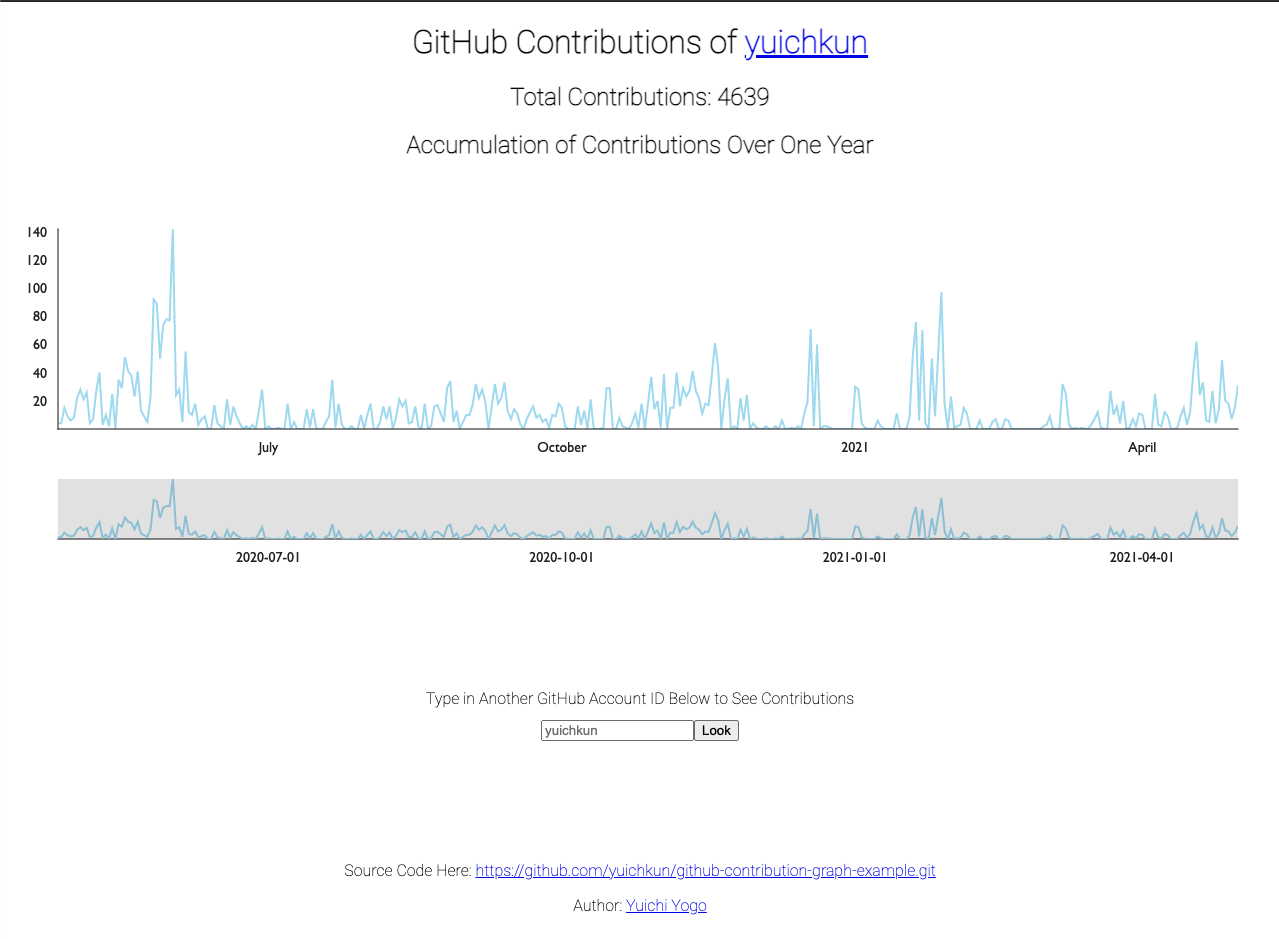 GitHub Contributions of yuichkun
Total Contributions: 4639
Accumulation of Contributions Over One Year
140
120
100
80
60
40
20
July October 2021 April
2020-07-01 2020-10-01 2021-01-01 2021-04-01
Type in Another GitHub Account ID Below to See Contributions
yuichkun Look
Source Code Here: https://github.com/yuichkun/github-contribution-graph-example.git
Author: Yuichi Yogo